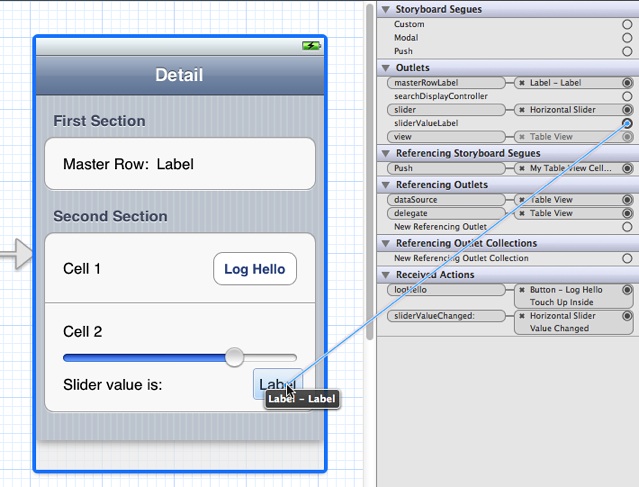 Detail
First Section
Master Row: Label
Second Section
Cell 1
Log Hello
Cell 2
Slider value is:
Label
Label – Label
Storyboard Segues
Custom
Modal
Push
Outlets
masterRowLabel
Label – Label
searchDisplayController
slider
Horizontal Slider
sliderValueLabel
view
Table View
Referencing Storyboard Segues
Push
My Table View Cell...
Referencing Outlets
dataSource
Table View
delegate
Table View
New Referencing Outlet
Referencing Outlet Collections
New Referencing Outlet Collection
Received Actions
logHello
Button – Log Hello
Touch Up Inside
sliderValueChanged:
Horizontal Slider
Value Changed